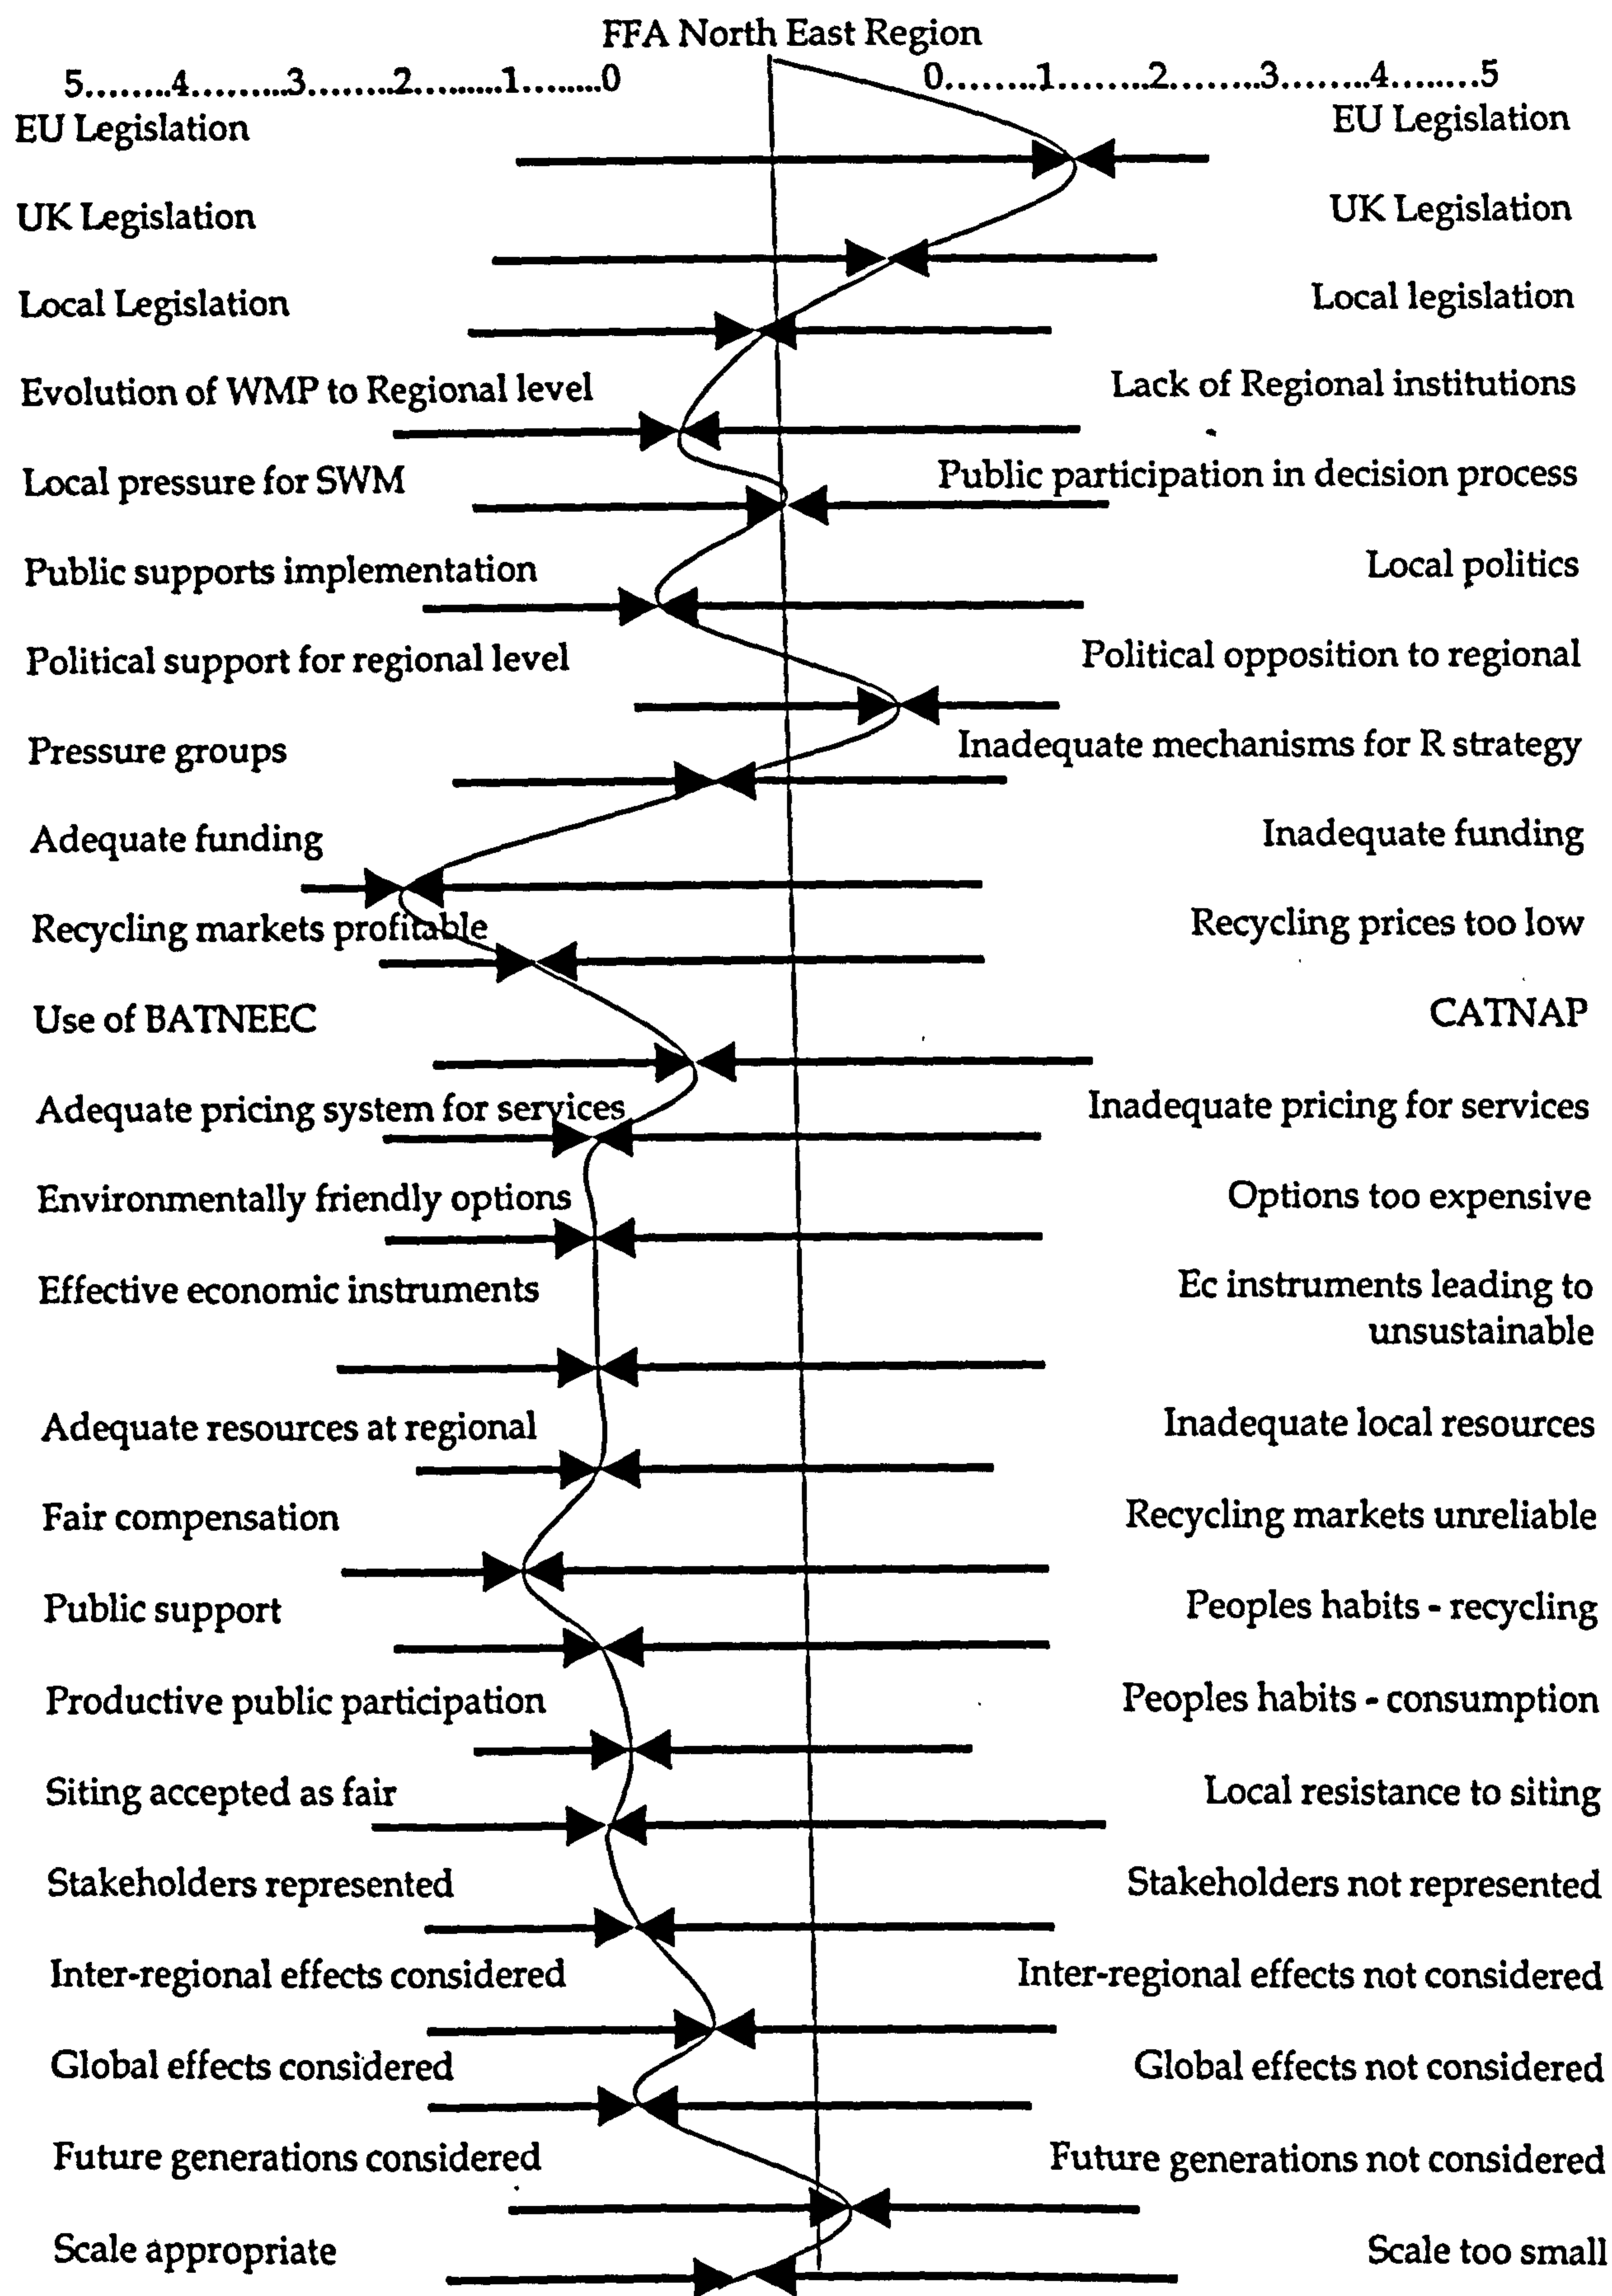 FFA North East Region
5........4.........3........2.........1........0 0........1........2........3........4........5
EU Legislation EU Legislation
UK Legislation UK Legislation
Local Legislation Local legislation
Evolution of WMP to Regional level Lack of Regional institutions
Local pressure for SWM Public participation in decision process
Public supports implementation Local politics
Political support for regional level Political opposition to regional
Pressure groups Inadequate mechanisms for R strategy
Adequate funding Inadequate funding
Recycling markets profitable Recycling prices too low
Use of BATNEEC CATNAP
Adequate pricing system for services Inadequate pricing for services
Environmentally friendly options Options too expensive
Effective economic instruments Ec instruments leading to
unsustainable
Adequate resources at regional Inadequate local resources
Fair compensation Recycling markets unreliable
Public support Peoples habits - recycling
Productive public participation Peoples habits - consumption
Siting accepted as fair Local resistance to siting
Stakeholders represented Stakeholders not represented
Inter-regional effects considered Inter-regional effects not considered
Global effects considered Global effects not considered
Future generations considered Future generations not considered
Scale appropriate Scale too small